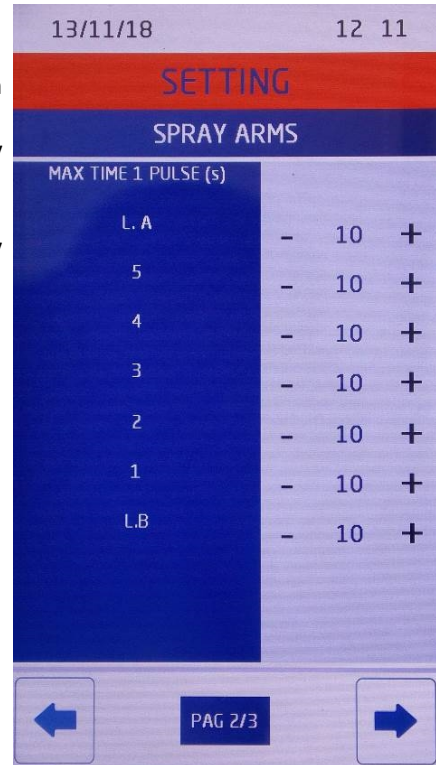 13/11/18 12 11
SETTING
SPRAY ARMS
MAX TIME 1 PULSE (s)
L. A - 10 +
5 - 10 +
4 - 10 +
3 - 10 +
2 - 10 +
1 - 10 +
L.B - 10 +
PAG 2/3